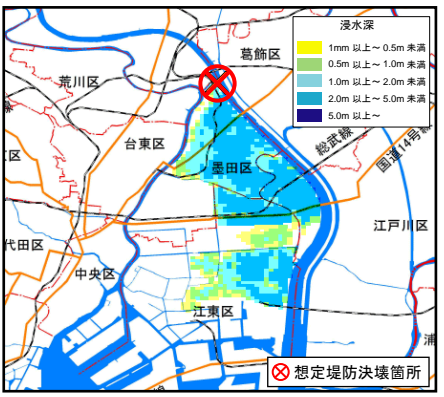 浸水深
1mm 以上〜 0.5m 未満
0.5m 以上〜 1.0m 未満
1.0m 以上〜 2.0m 未満
2.0m 以上〜 5.0m 未満
5.0m 以上〜
葛飾区
荒川区
台東区
墨田区
総武線
国道14号線
区
代田区
中央区
江東区
江戸川区
浦
想定堤防決壊箇所